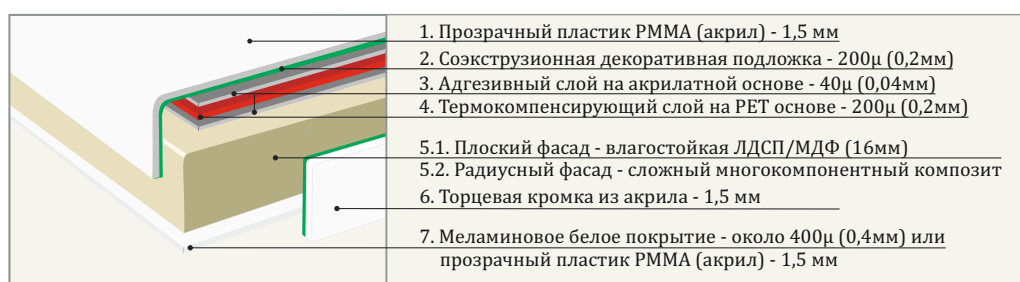 1. Прозрачный пластик РММА (акрил) - 1,5 мм
2. Соэкструзионная декоративная подложка - 200μ (0,2мм)
3. Адгезивный слой на акрилатной основе - 40μ (0,04мм)
4. Термокомпенсирующий слой на PET основе - 200μ (0,2мм)
5.1. Плоский фасад - влагостойкая ЛДСП/МДФ (16мм)
5.2. Радиусный фасад - сложный многокомпонентный композит
6. Торцевая кромка из акрила - 1,5 мм
7. Меламиновое белое покрытие - около 400μ (0,4мм) или
прозрачный пластик РММА (акрил) - 1,5 мм